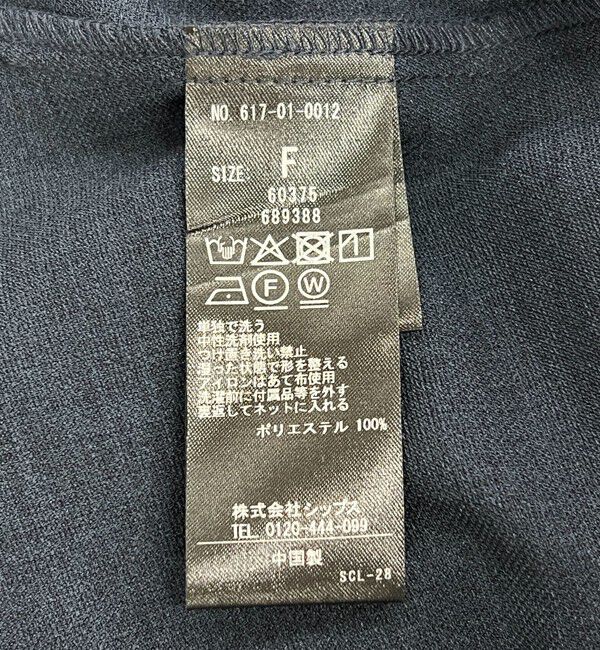 NO. 617-01-0012
SIZE F
60375
689388
F W
単独で洗う
中性洗剤使用
つけ置き洗い禁止
湿った状態で形を整える
アイロンはあて布使用
洗濯前に付属品等を外す
裏返してネットに入れる
ポリエステル 100%
株式会社シップス
TEL. 0120-444-099
中国製
SCL-28